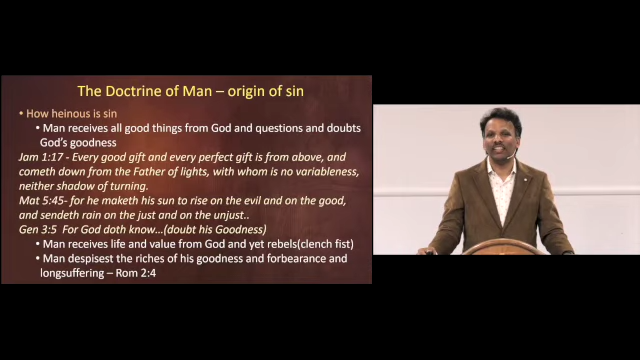 The Doctrine of Man – origin of sin
• How heinous is sin
• Man receives all good things from God and questions and doubts
God's goodness
Jam 1:17 - Every good gift and every perfect gift is from above, and
cometh down from the Father of lights, with whom is no variableness,
neither shadow of turning.
Mat 5:45- for he maketh his sun to rise on the evil and on the good,
and sendeth rain on the just and on the unjust..
Gen 3:5  For God doth know...(doubt his Goodness)
• Man receives life and value from God and yet rebels(clench fist)
• Man despisest the riches of his goodness and forbearance and
longsuffering – Rom 2:4